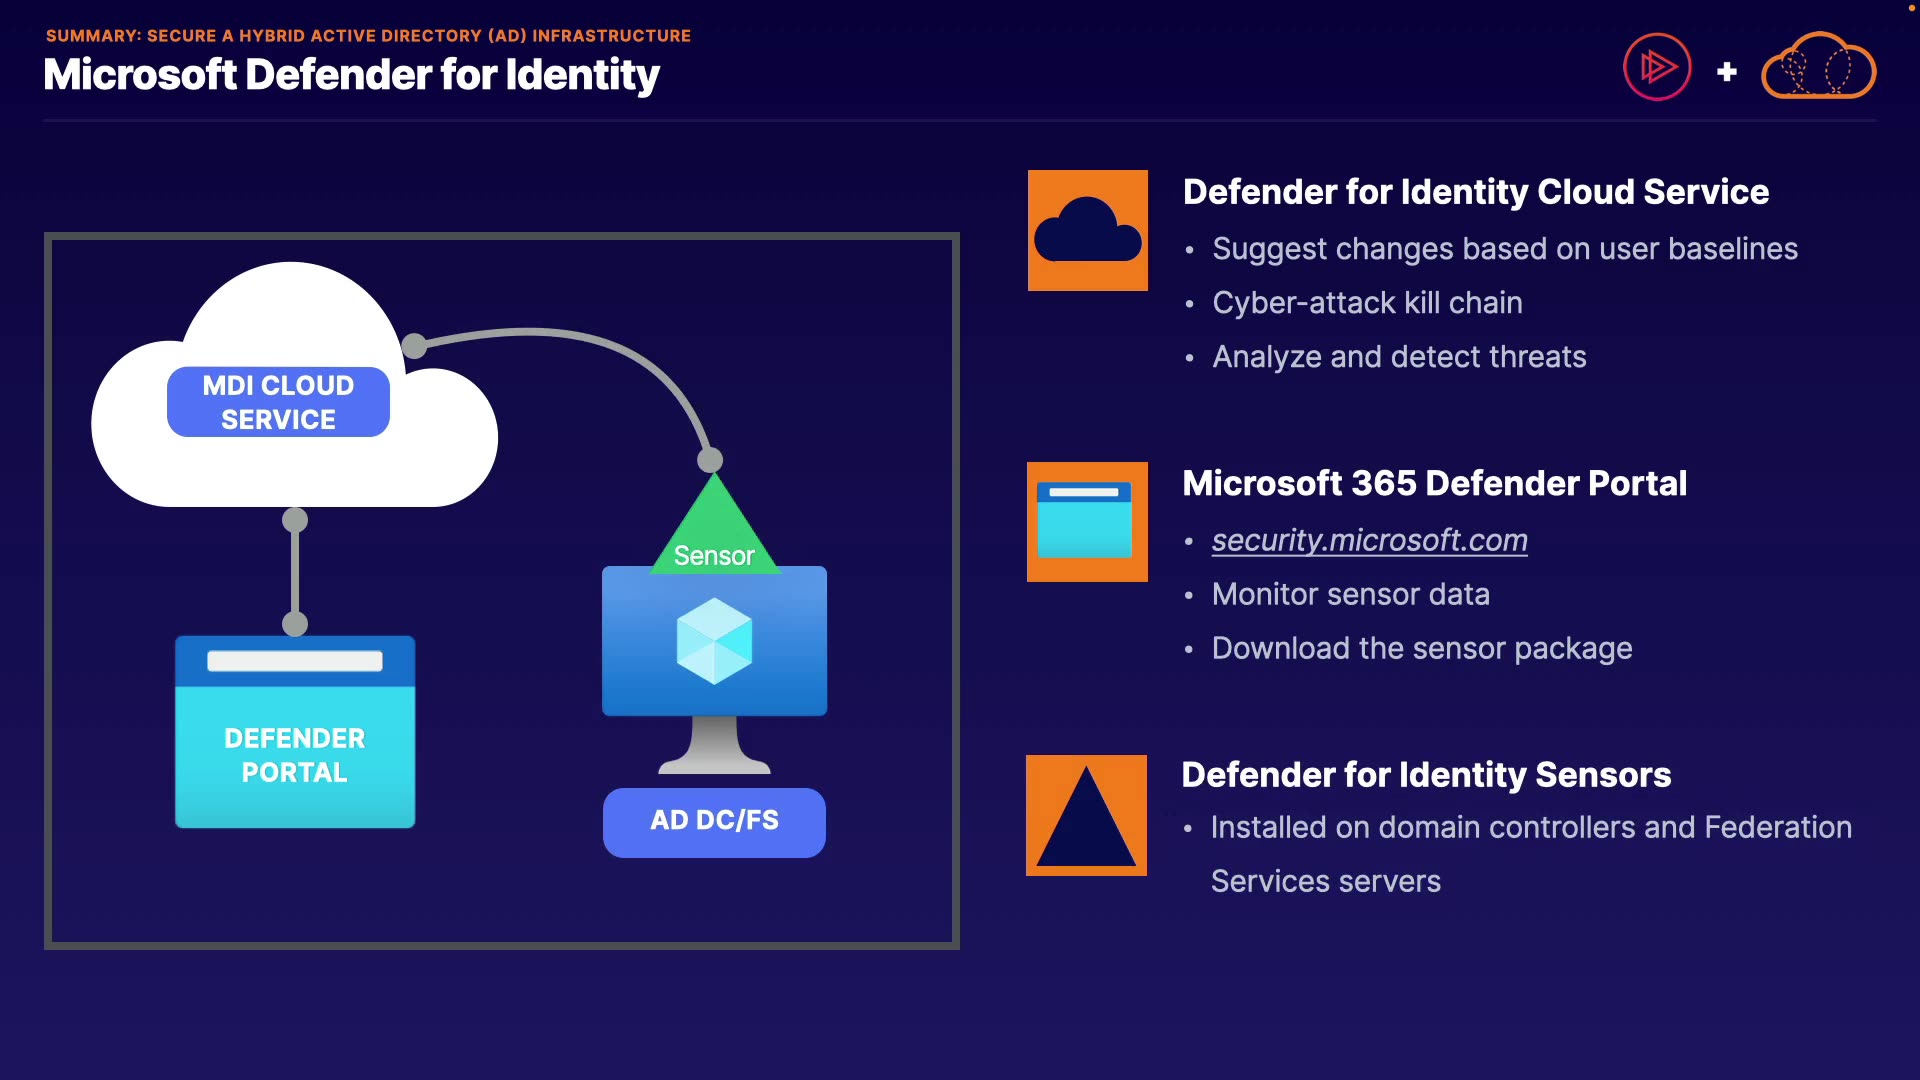 SUMMARY: SECURE A HYBRID ACTIVE DIRECTORY (AD) INFRASTRUCTURE
Microsoft Defender for Identity
MDI CLOUD
SERVICE
Sensor
DEFENDER
PORTAL
AD DC/FS
Defender for Identity Cloud Service
• Suggest changes based on user baselines
• Cyber-attack kill chain
• Analyze and detect threats
Microsoft 365 Defender Portal
• security.microsoft.com
• Monitor sensor data
• Download the sensor package
Defender for Identity Sensors
• Installed on domain controllers and Federation
Services servers